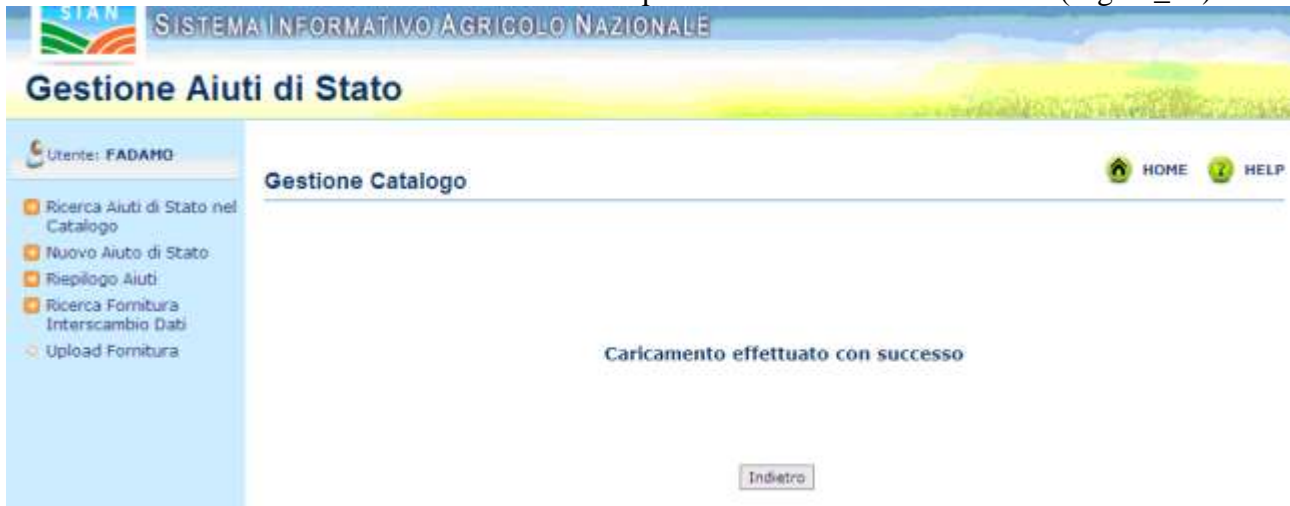 SIAN
SISTEMA INFORMATIVO AGRICOLO NAZIONALE
Gestione Aiuti di Stato
Utente: FADAMO
Gestione Catalogo
HOME
HELP
Ricerca Aiuti di Stato nel
Catalogo
Nuovo Aiuto di Stato
Riepilogo Aiuti
Ricerca Fornitura
Interscambio Dati
Upload Fornitura
Caricamento effettuato con successo
Indietro